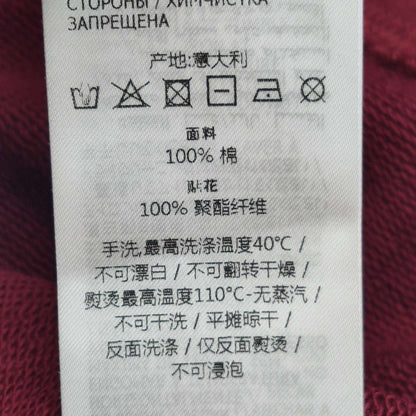 СТОРОНЫ / ХИМЧИСТКА
ЗАПРЕЩЕНА
产地:意大利
面料
100% 棉
贴花
100% 聚酯纤维
手洗,最高洗涤温度40℃ /
不可漂白 / 不可翻转干燥 /
熨烫最高温度110℃-无蒸汽 /
不可干洗 / 平摊晾干 /
反面洗涤 / 仅反面熨烫 /
不可浸泡